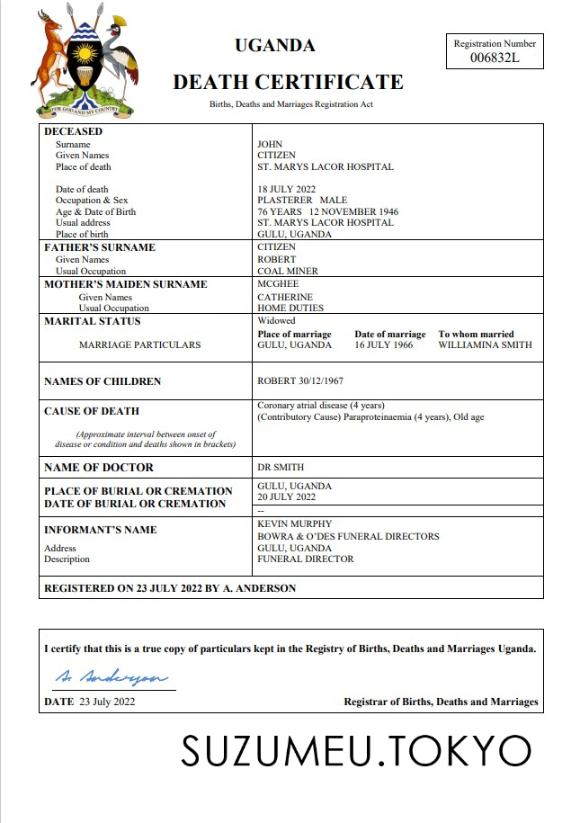 UGANDA
DEATH CERTIFICATE
Births, Deaths and Marriages Registration Act
Registration Number
006832L
FOR GOD AND MY COUNTRY
DECEASED
Surname JOHN
Given Names CITIZEN
Place of death ST. MARYS LACOR HOSPITAL
Date of death 18 JULY 2022
Occupation & Sex PLASTERER MALE
Age & Date of Birth 76 YEARS 12 NOVEMBER 1946
Usual address ST. MARYS LACOR HOSPITAL
Place of birth GULU, UGANDA
FATHER'S SURNAME CITIZEN
Given Names ROBERT
Usual Occupation COAL MINER
MOTHER'S MAIDEN SURNAME MCGHEE
Given Names CATHERINE
Usual Occupation HOME DUTIES
MARITAL STATUS Widowed
Place of marriage Date of marriage To whom married
MARRIAGE PARTICULARS GULU, UGANDA 16 JULY 1966 WILLIAMINA SMITH
NAMES OF CHILDREN ROBERT 30/12/1967
CAUSE OF DEATH Coronary atrial disease (4 years)
(Contributory Cause) Paraproteinaemia (4 years), Old age
(Approximate interval between onset of
disease or condition and deaths shown in brackets)
NAME OF DOCTOR DR SMITH
PLACE OF BURIAL OR CREMATION GULU, UGANDA
DATE OF BURIAL OR CREMATION 20 JULY 2022
--
INFORMANT'S NAME KEVIN MURPHY
BOWRA & O'DES FUNERAL DIRECTORS
Address GULU, UGANDA
Description FUNERAL DIRECTOR
REGISTERED ON 23 JULY 2022 BY A. ANDERSON
I certify that this is a true copy of particulars kept in the Registry of Births, Deaths and Marriages Uganda.
A. Anderson
DATE 23 July 2022 Registrar of Births, Deaths and Marriages
SUZUMEU.TOKYO